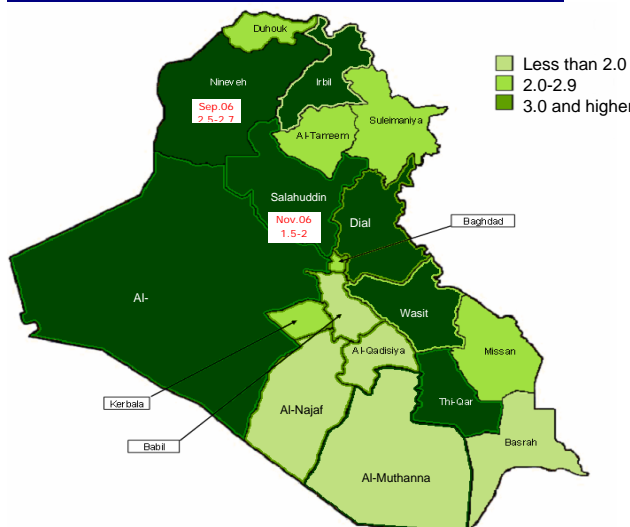 Duhouk
Less than 2.0
2.0-2.9
3.0 and higher
Nineveh
Irbil
Sep.06
2.5-2.7
Al-Tameem
Suleimaniya
Salahuddin
Nov.06
1.5-2
Dial
Baghdad
Al-
Wasit
Al-Qadisiya
Missan
Kerbala
Thi-Qar
Al-Najaf
Babil
Basrah
Al-Muthanna